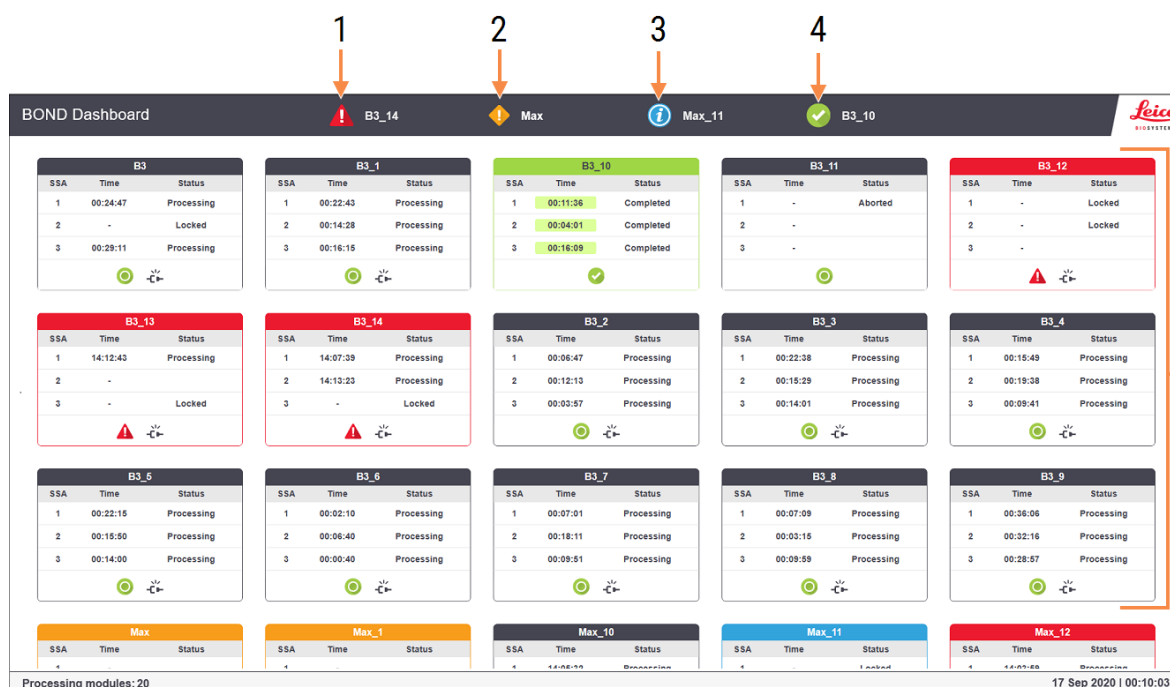 1 2 3 4
BOND Dashboard B3_14 Max Max_11 B3_10
B3 B3_1 B3_10 B3_11 B3_12
SSA Time Status SSA Time Status SSA Time Status SSA Time Status SSA Time Status
1 00:24:47 Processing 1 00:22:43 Processing 1 00:11:36 Completed 1 - Aborted 1 - Locked
2 - Locked 2 00:14:28 Processing 2 00:04:01 Completed 2 - 2 - Locked
3 00:29:11 Processing 3 00:16:15 Processing 3 00:16:09 Completed 3 - 3 -
B3_13 B3_14 B3_2 B3_3 B3_4
SSA Time Status SSA Time Status SSA Time Status SSA Time Status SSA Time Status
1 14:12:43 Processing 1 14:07:39 Processing 1 00:06:47 Processing 1 00:22:38 Processing 1 00:15:49 Processing
2 - 2 14:13:23 Processing 2 00:12:13 Processing 2 00:15:29 Processing 2 00:19:38 Processing
3 - Locked 3 - Locked 3 00:03:57 Processing 3 00:14:01 Processing 3 00:09:41 Processing
B3_5 B3_6 B3_7 B3_8 B3_9
SSA Time Status SSA Time Status SSA Time Status SSA Time Status SSA Time Status
1 00:22:15 Processing 1 00:02:10 Processing 1 00:07:01 Processing 1 00:07:09 Processing 1 00:36:06 Processing
2 00:15:50 Processing 2 00:06:40 Processing 2 00:18:11 Processing 2 00:03:15 Processing 2 00:32:16 Processing
3 00:14:00 Processing 3 00:00:40 Processing 3 00:09:51 Processing 3 00:09:59 Processing 3 00:28:57 Processing
Max Max_1 Max_10 Max_11 Max_12
SSA Time Status SSA Time Status SSA Time Status SSA Time Status SSA Time Status
Processing modules: 20 17 Sep 2020 | 00:10:03